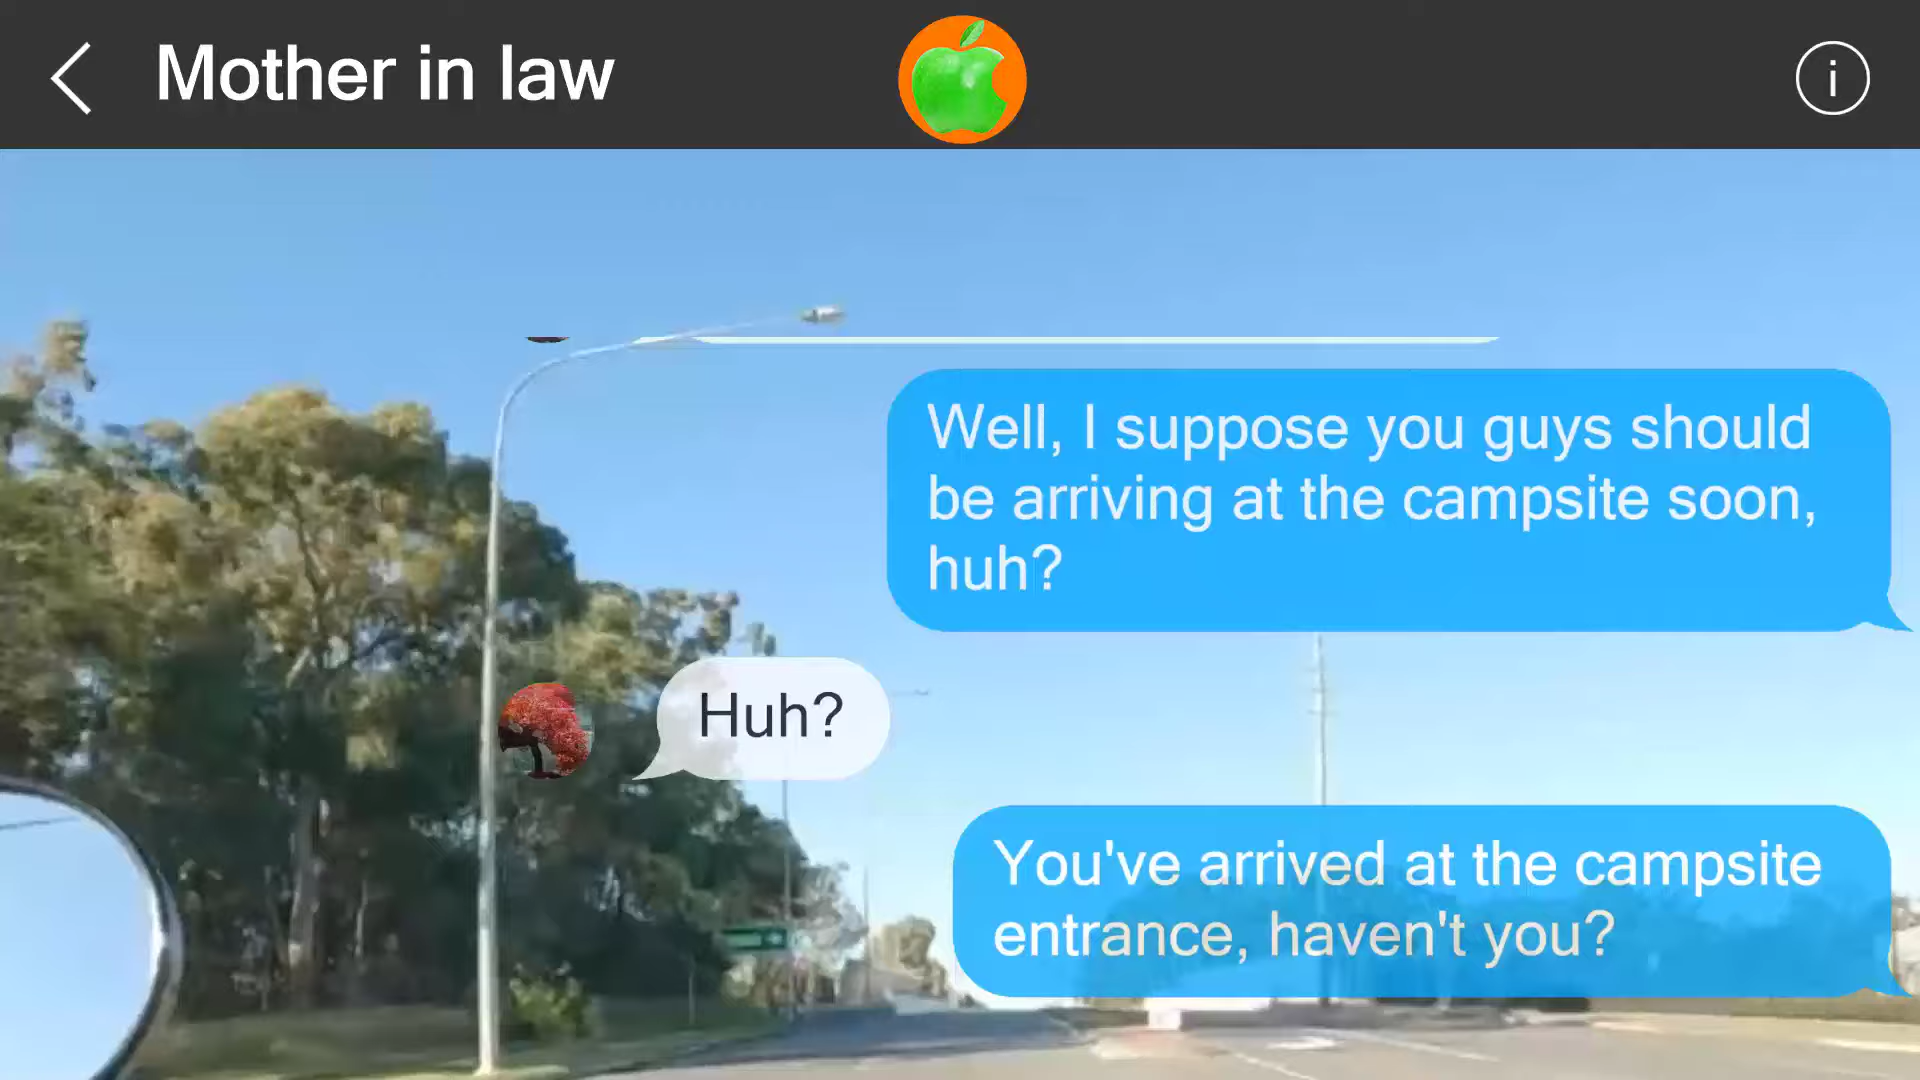 Mother in law
Well, I suppose you guys should
be arriving at the campsite soon,
huh?
Huh?
You've arrived at the campsite
entrance, haven't you?